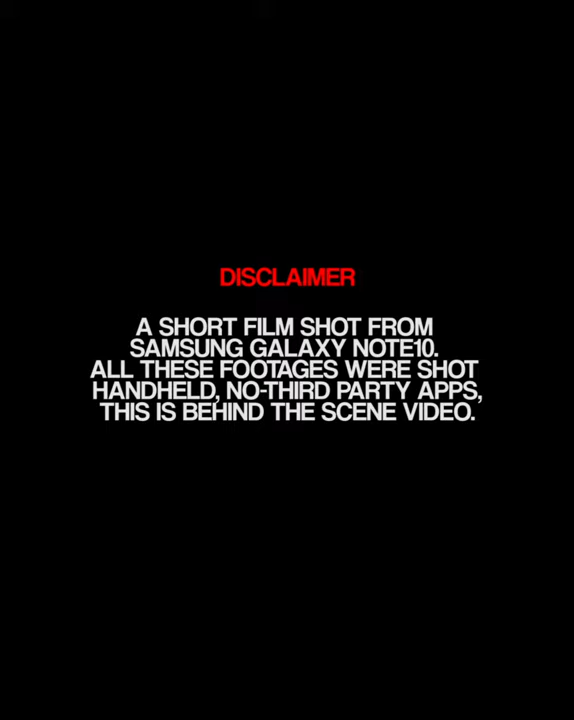 DISCLAIMER
A SHORT FILM SHOT FROM
SAMSUNG GALAXY NOTE10.
ALL THESE FOOTAGES WERE SHOT
HANDHELD, NO-THIRD PARTY APPS,
THIS IS BEHIND THE SCENE VIDEO.